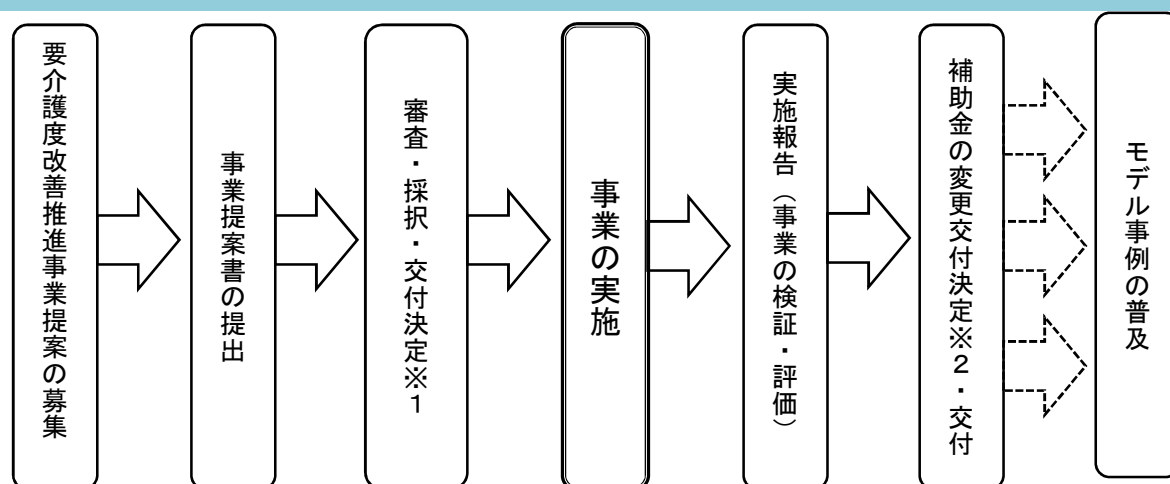 要介護度改善推進事業提案の募集
事業提案書の提出
審査・採択・交付決定※1
事業の実施
実施報告(事業の検証・評価)
補助金の変更交付決定※2・交付
モデル事例の普及